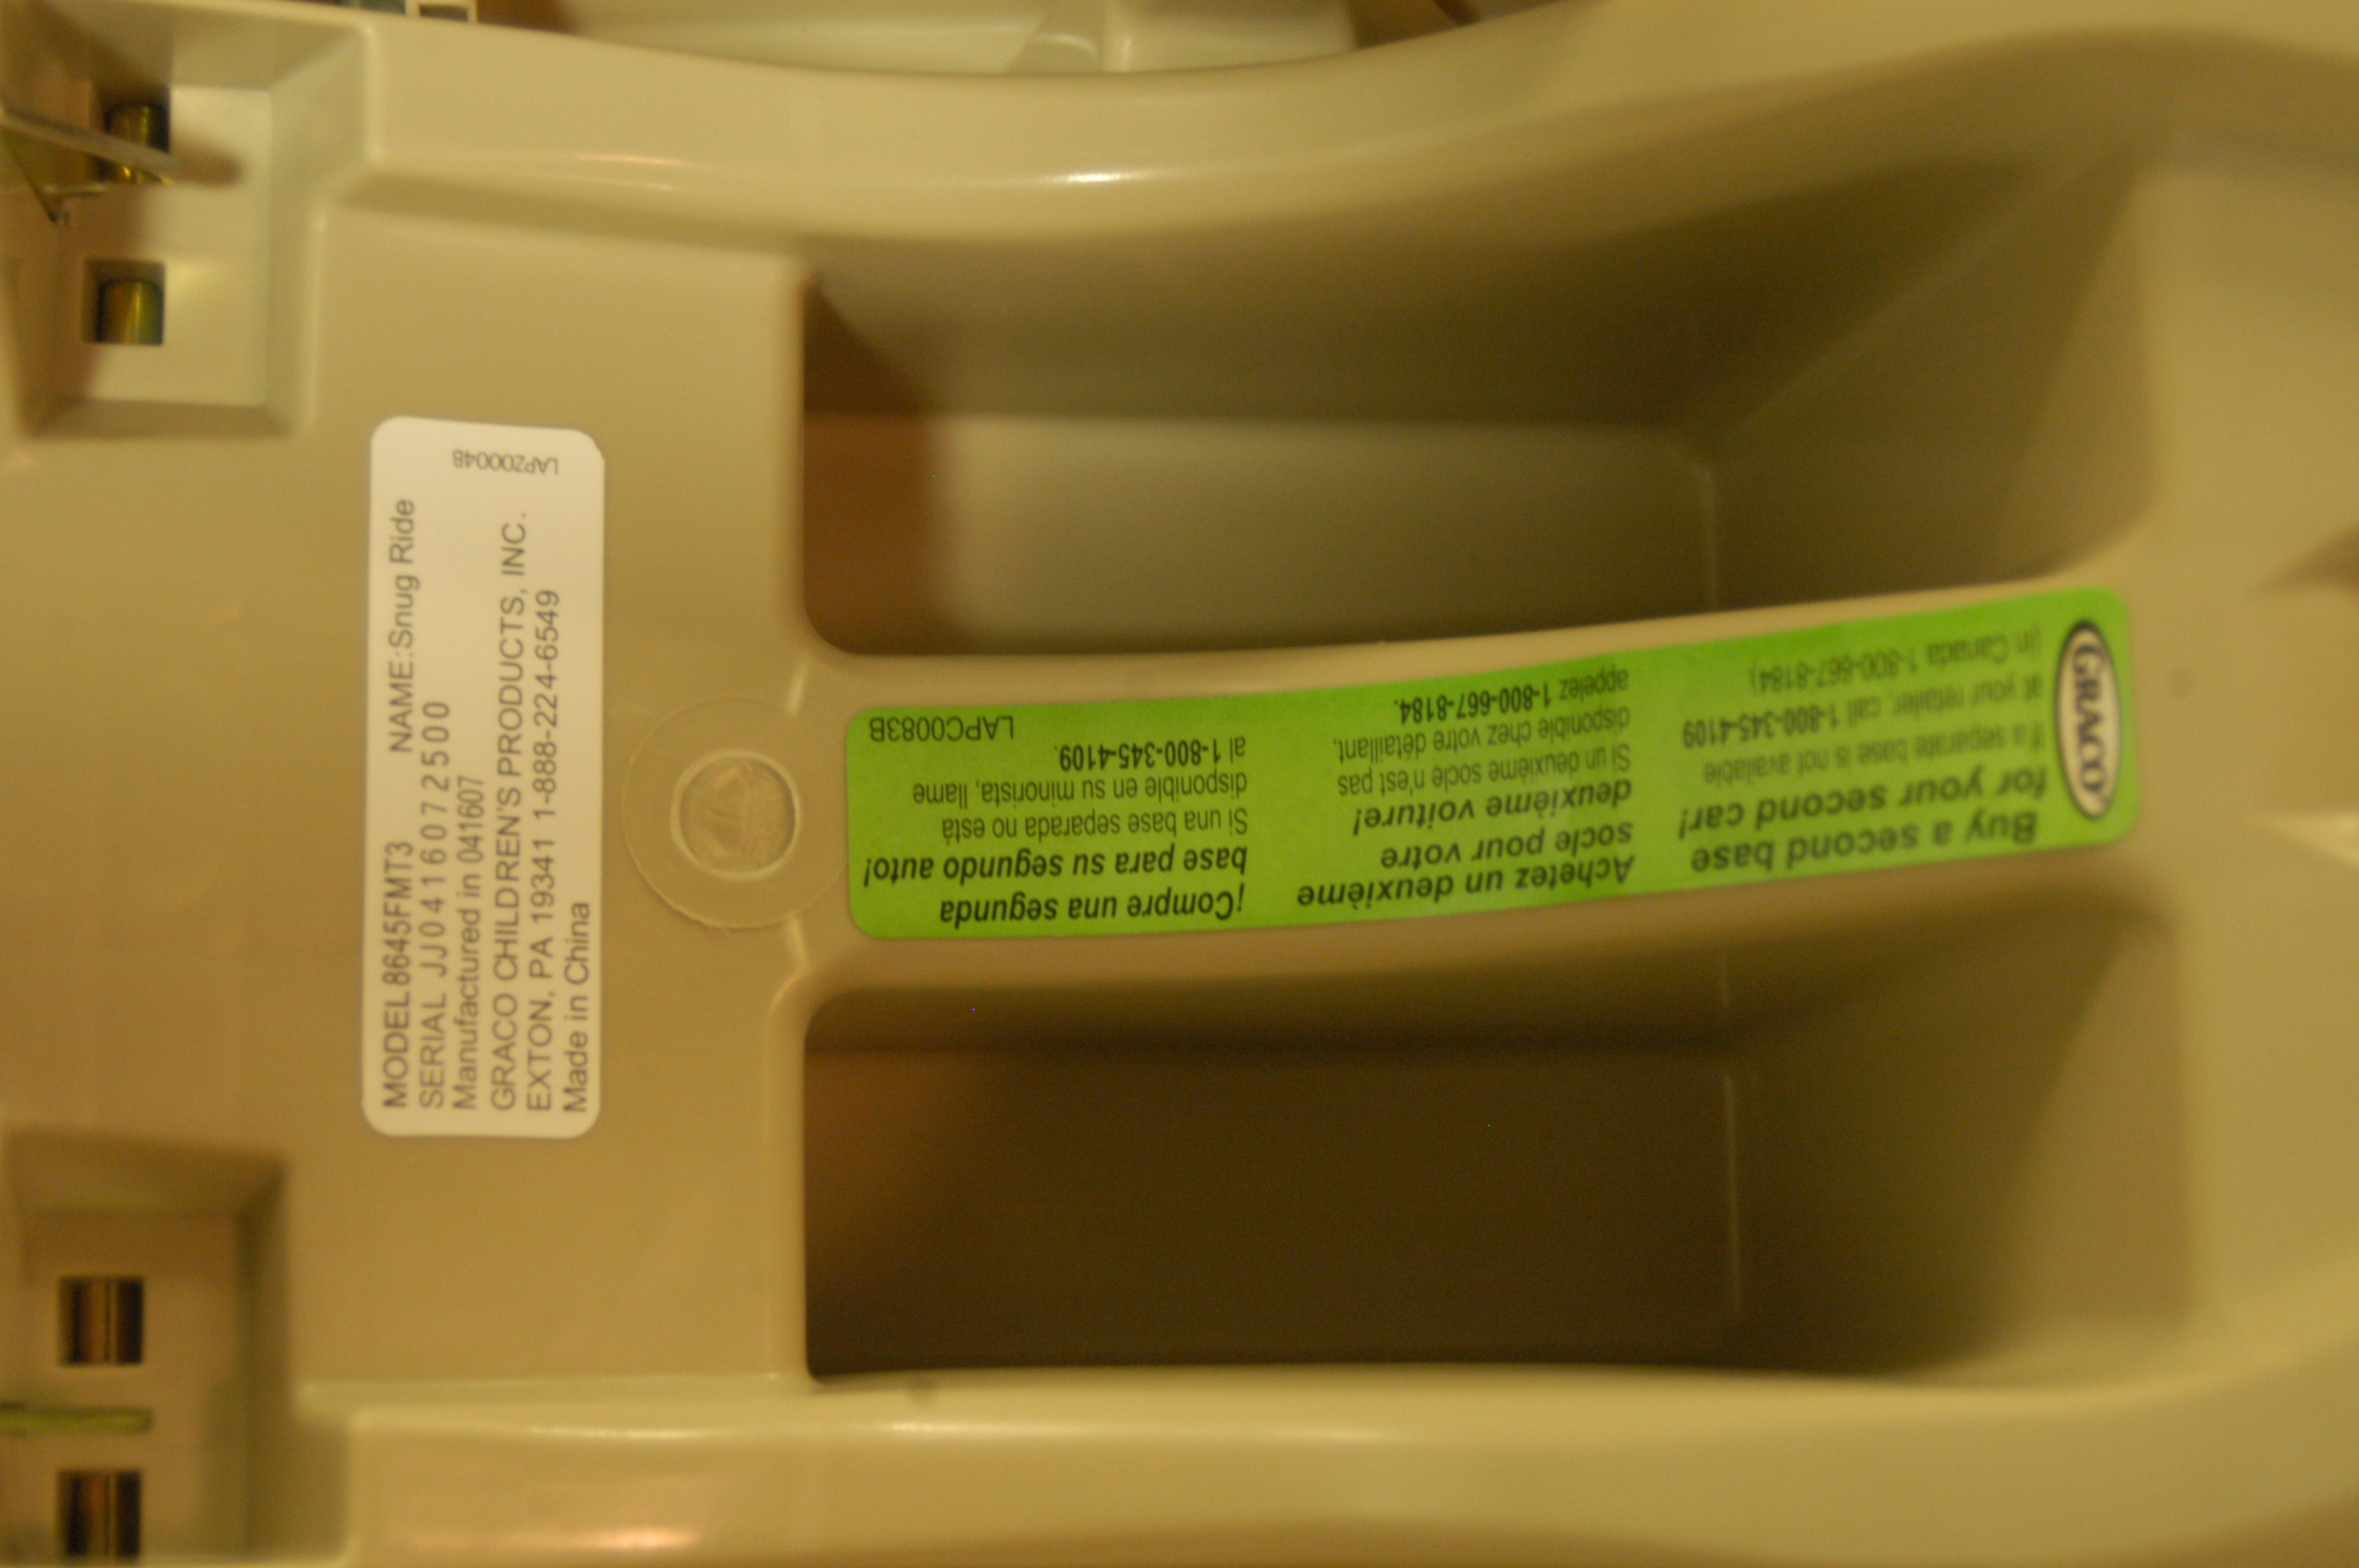 MODEL8645FMT3 NAME:Snug Ride
SERIAL JJ0416072500
Manufactured in 041607
GRACO CHILDREN'S PRODUCTS, INC.
EXTON, PA 19341 1-888-224-6549
Made in China
LAPZ0004B
GRACO
Buy a second base
for your second car!
If a separate base is not available
at your retailer, call 1-800-345-4109
(in Canada 1-800-667-8184)
Achetez un deuxième
socle pour votre
deuxième voiture!
Si un deuxième socle n'est pas
disponible chez votre détaillant,
appelez 1-800-667-8184.
¡Compre una segunda
base para su segundo auto!
Si una base separada no está
disponible en su minorista, llame
al 1-800-345-4109.
LAPC0083B